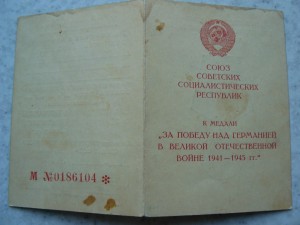 СОЮЗ
СОВЕТСКИХ
СОЦИАЛИСТИЧЕСКИХ
РЕСПУБЛИК
К МЕДАЛИ
„ЗА ПОБЕДУ НАД ГЕРМАНИЕЙ
В ВЕЛИКОЙ ОТЕЧЕСТВЕННОЙ
ВОЙНЕ 1941—1945 гг."
М №0186104 ✻